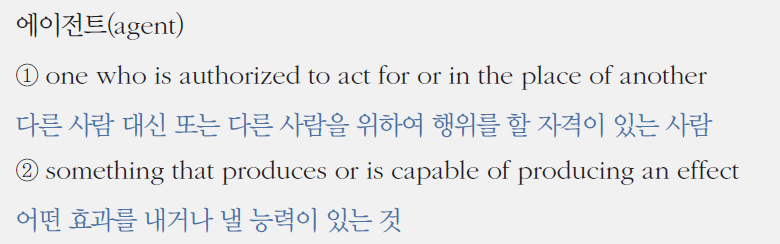 에이전트(agent)
① one who is authorized to act for or in the place of another
다른 사람 대신 또는 다른 사람을 위하여 행위를 할 자격이 있는 사람
② something that produces or is capable of producing an effect
어떤 효과를 내거나 낼 능력이 있는 것